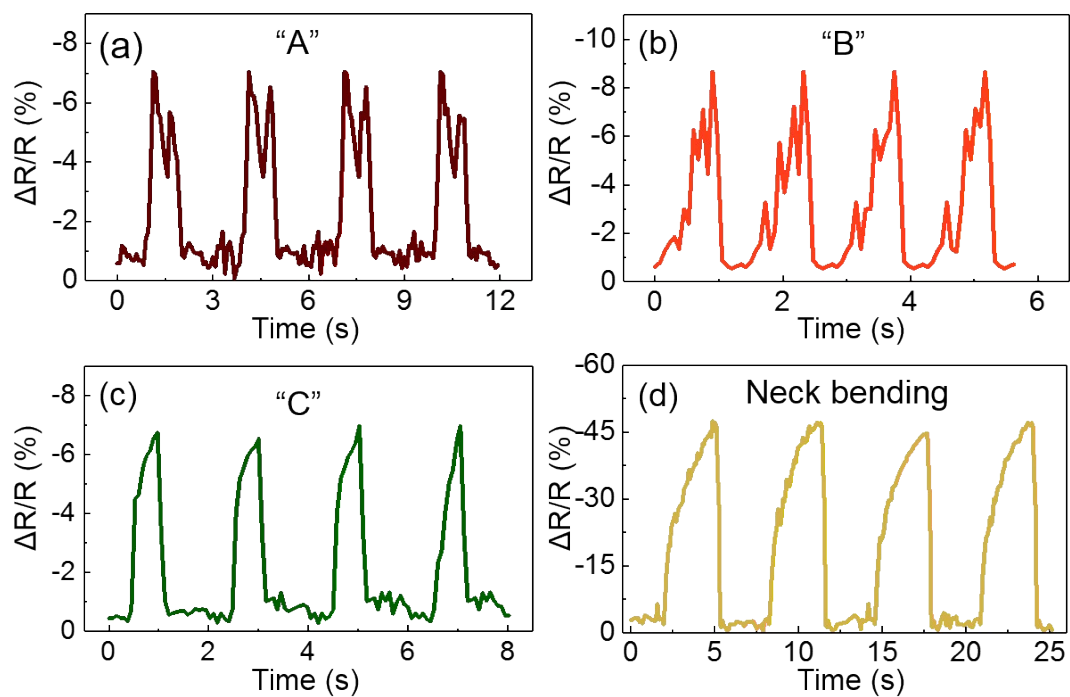 (a) “A”
-8
-6
-4
-2
0
ΔR/R (%)
0 3 6 9 12
Time (s)
(b) “B”
-10
-8
-6
-4
-2
0
ΔR/R (%)
0 2 4 6
Time (s)
(c) “C”
-8
-6
-4
-2
0
ΔR/R (%)
0 2 4 6 8
Time (s)
(d) Neck bending
-60
-45
-30
-15
0
ΔR/R (%)
0 5 10 15 20 25
Time (s)